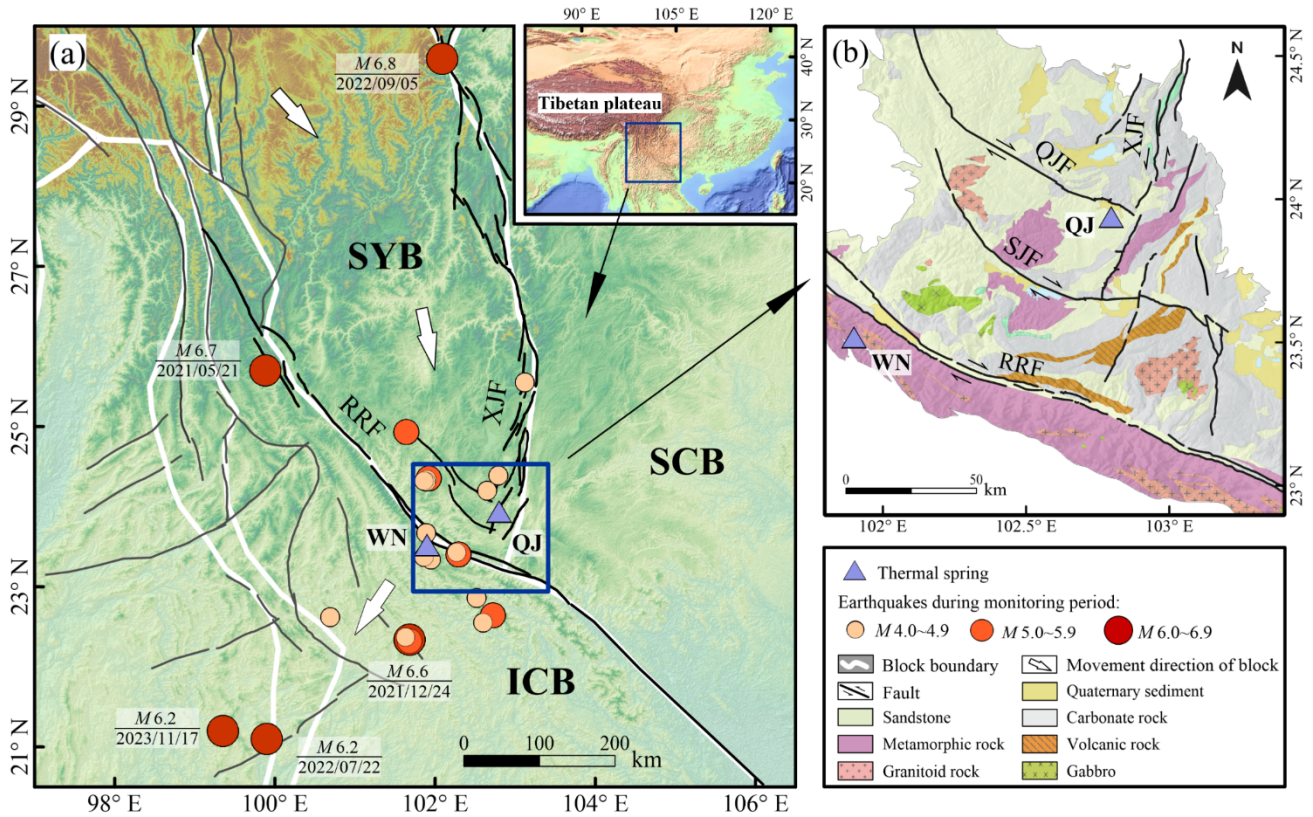 (a)
M 6.8
2022/09/05
29° N
27° N
25° N
23° N
21° N
98° E
100° E
102° E
104° E
106° E
SYB
M 6.7
2021/05/21
RRF
XJF
SCB
WN
QJ
M 6.6
2021/12/24
ICB
M 6.2
2023/11/17
M 6.2
2022/07/22
0 100 200
km
90° E
105° E
120° E
40° N
30° N
20° N
Tibetan plateau
(b)
N
24.5° N
24° N
23.5° N
23° N
QJF
XJF
QJ
SJF
WN
RRF
0 50
km
102° E
102.5° E
103° E
Thermal spring
Earthquakes during monitoring period:
M 4.0~4.9
M 5.0~5.9
M 6.0~6.9
Block boundary
Movement direction of block
Fault
Quaternary sediment
Sandstone
Carbonate rock
Metamorphic rock
Volcanic rock
Granitoid rock
Gabbro